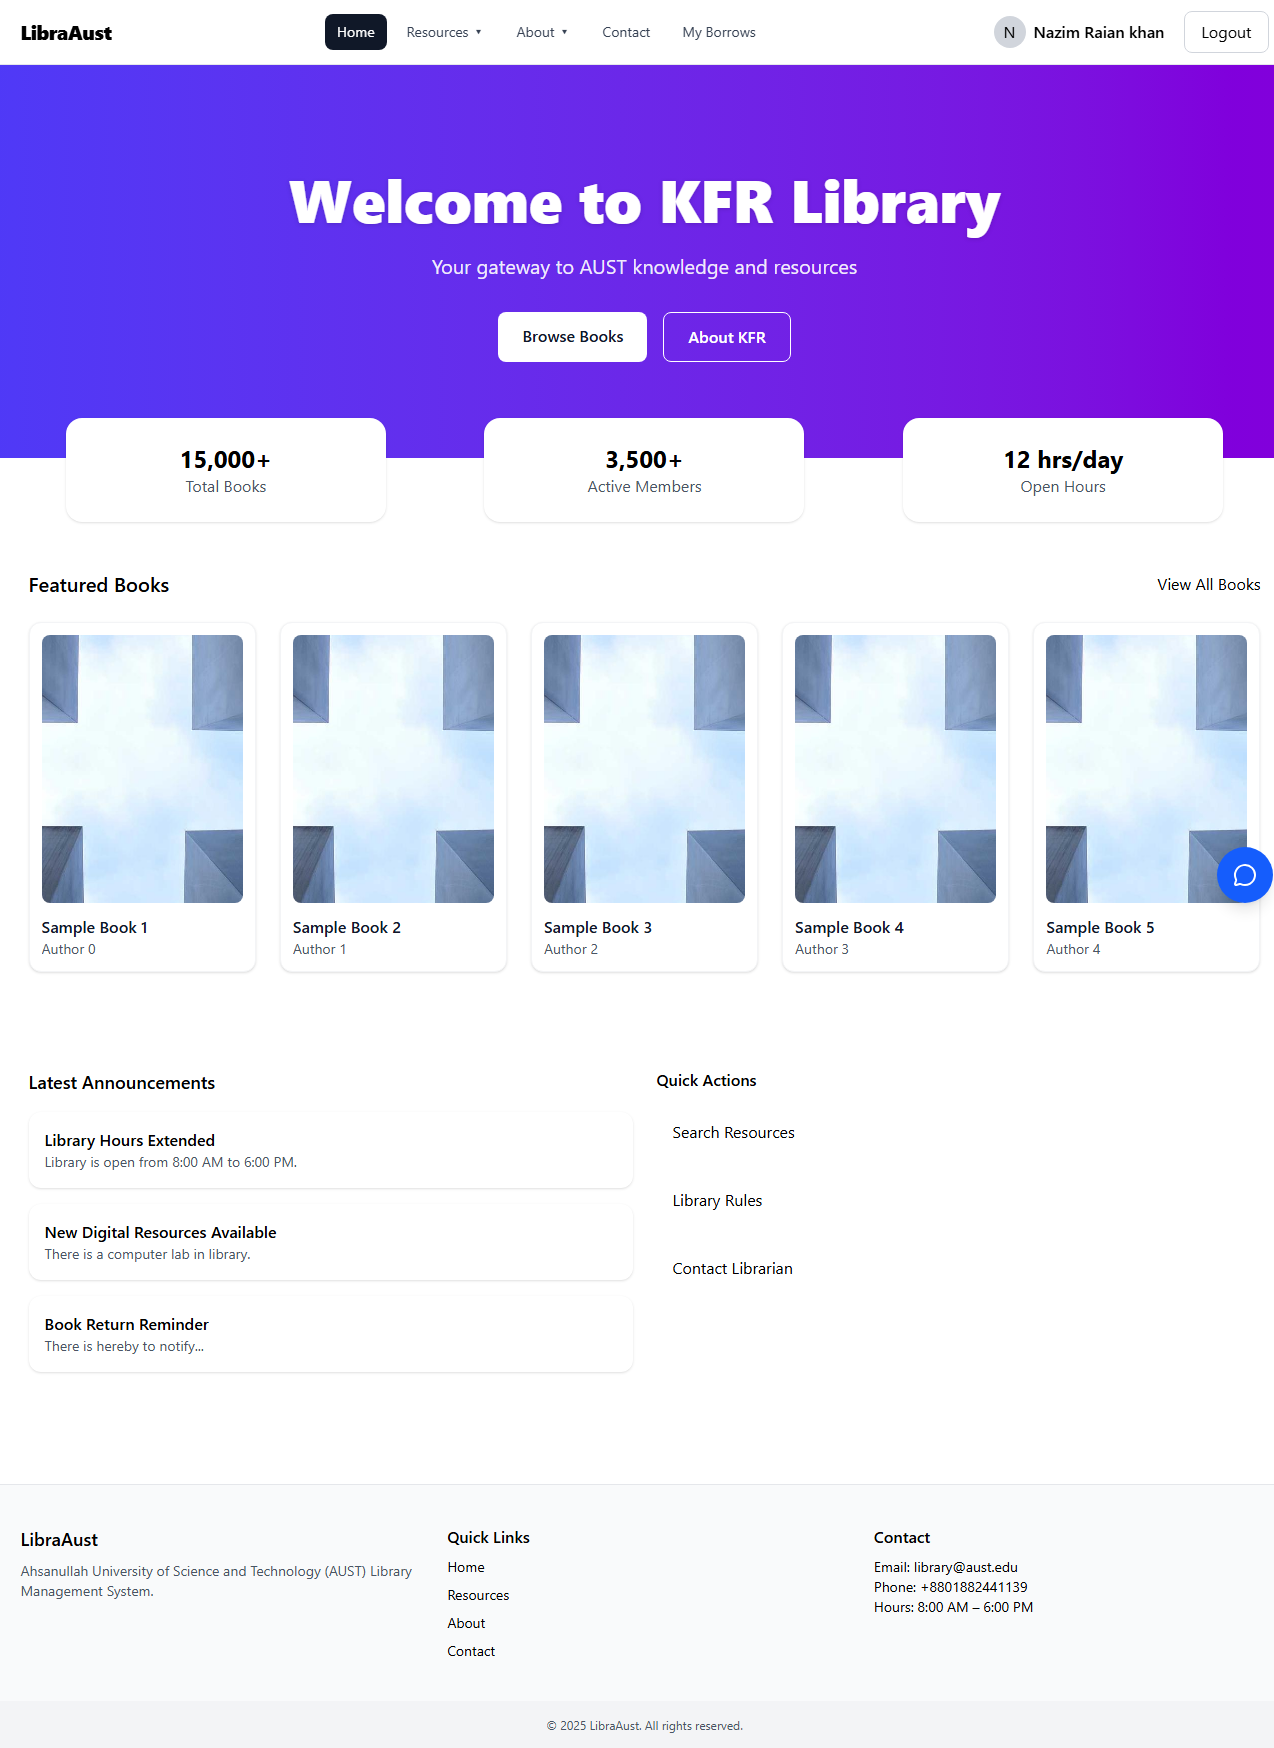 LibraAust
Home
Resources ▾
About ▾
Contact
My Borrows
N
Nazim Raian khan
Logout
Welcome to KFR Library
Your gateway to AUST knowledge and resources
Browse Books
About KFR
15,000+
Total Books
3,500+
Active Members
12 hrs/day
Open Hours
Featured Books
View All Books
Sample Book 1
Author 0
Sample Book 2
Author 1
Sample Book 3
Author 2
Sample Book 4
Author 3
Sample Book 5
Author 4
Latest Announcements
Library Hours Extended
Library is open from 8:00 AM to 6:00 PM.
New Digital Resources Available
There is a computer lab in library.
Book Return Reminder
There is hereby to notify...
Quick Actions
Search Resources
Library Rules
Contact Librarian
LibraAust
Ahsanullah University of Science and Technology (AUST) Library
Management System.
Quick Links
Home
Resources
About
Contact
Contact
Email: library@aust.edu
Phone: +8801882441139
Hours: 8:00 AM – 6:00 PM
© 2025 LibraAust. All rights reserved.